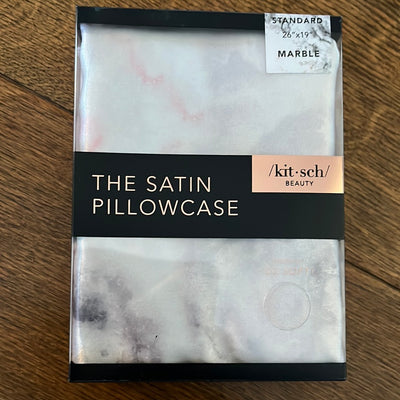 STANDARD
26"x19"
MARBLE
/kit·sch/
BEAUTY
THE SATIN
PILLOWCASE